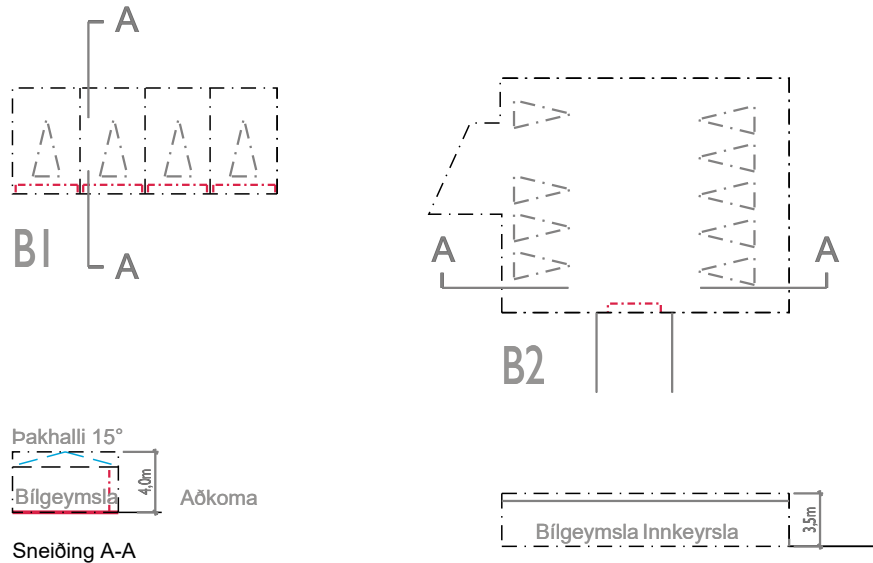 A
A
B1
A
A
B2
Þakhalli 15°
4,0m
Bílgeymsla
Aðkoma
Sneiðing A-A
Bílgeymsla Innkeyrsla
3,5m